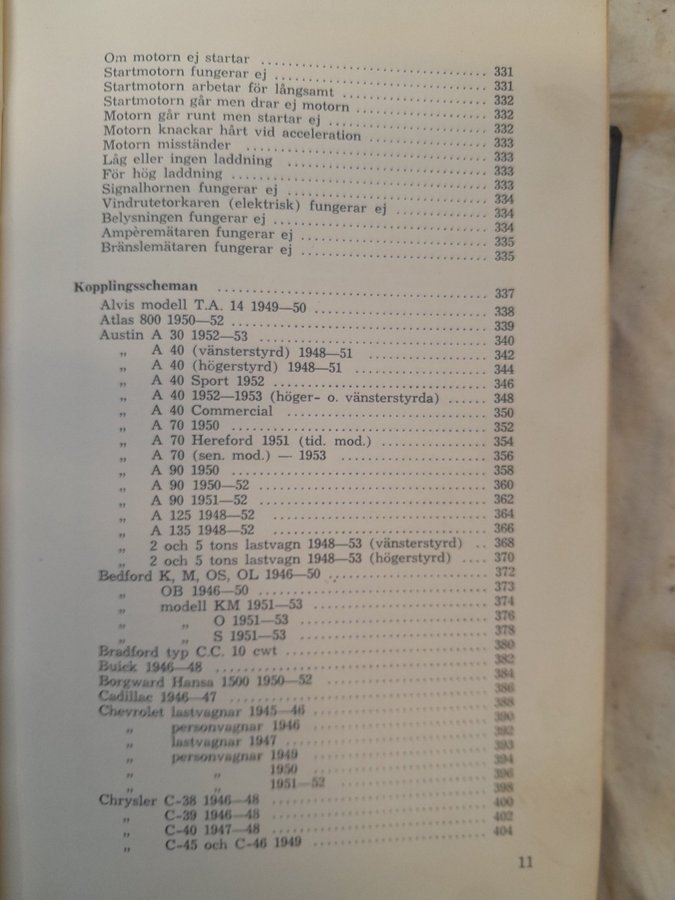 Om motorn ej startar ........ 331
Startmotorn fungerar ej ........ 331
Startmotorn arbetar för långsamt ........ 332
Startmotorn går men drar ej motorn ........ 332
Motorn går runt men startar ej ........ 332
Motorn knackar hårt vid acceleration ........ 333
Motorn misständer ........ 333
Låg eller ingen laddning ........ 333
För hög laddning ........ 333
Signalhornen fungerar ej ........ 334
Vindrutetorkaren (elektrisk) fungerar ej ........ 334
Belysningen fungerar ej ........ 334
Ampèremätaren fungerar ej ........ 335
Bränslemätaren fungerar ej ........ 335
Kopplingsscheman ........ 337
Alvis modell T.A. 14 1949—50 ........ 338
Atlas 800 1950—52 ........ 339
Austin A 30 1952—53 ........ 340
„ A 40 (vänsterstyrd) 1948—51 ........ 342
„ A 40 (högerstyrd) 1948—51 ........ 344
„ A 40 Sport 1952 ........ 346
„ A 40 1952—1953 (höger- o. vänsterstyrda) ...... 348
„ A 40 Commercial ........ 350
„ A 70 1950 ........ 352
„ A 70 Hereford 1951 (tid. mod.) ........ 354
„ A 70 (sen. mod.) — 1953 ........ 356
„ A 90 1950 ........ 358
„ A 90 1950—52 ........ 360
„ A 90 1951—52 ........ 362
„ A 125 1948—52 ........ 364
„ A 135 1948—52 ........ 366
„ 2 och 5 tons lastvagn 1948—53 (vänsterstyrd) .. 368
„ 2 och 5 tons lastvagn 1948—53 (högerstyrd) .... 370
Bedford K, M, OS, OL 1946—50 ........ 372
„ OB 1946—50 ........ 373
„ modell KM 1951—53 ........ 374
„ „ O 1951—53 ........ 376
„ „ S 1951—53 ........ 378
Bradford typ C.C. 10 cwt ........ 380
Buick 1946—48 ........ 382
Borgward Hansa 1500 1950—52 ........ 384
Cadillac 1946—47 ........ 386
Chevrolet lastvagnar 1945—46 ........ 388
„ personvagnar 1946 ........ 390
„ lastvagnar 1947 ........ 392
„ personvagnar 1949 ........ 393
„ „ 1950 ........ 394
„ „ 1951—52 ........ 396
Chrysler C-38 1946—48 ........ 398
„ C-39 1946—48 ........ 400
„ C-40 1947—48 ........ 402
„ C-45 och C-46 1949 ........ 404
11